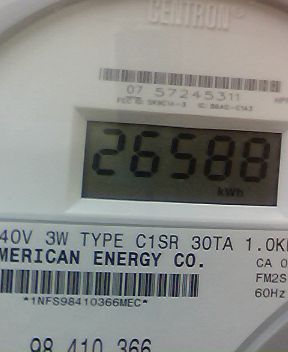 CENTRON®
07 57245311
26588
kWh
40V 3W TYPE C1SR 30TA 1.0K
MERICAN ENERGY CO.
CA 0
FM2S
60Hz
*1NFS98410366MEC*
98 410 366